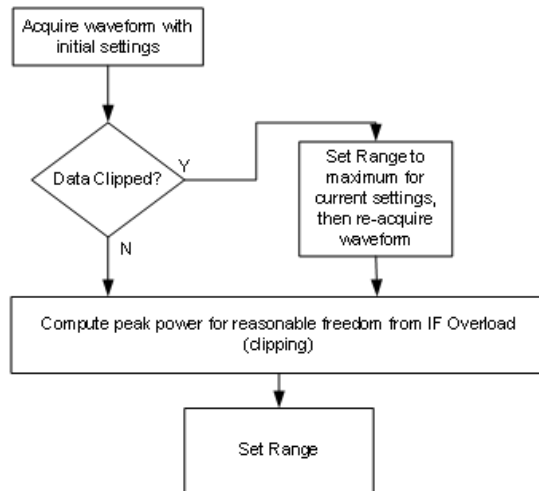 Acquire waveform with
initial settings
Data Clipped?
Y
N
Set Range to
maximum for
current settings,
then re-acquire
waveform
Compute peak power for reasonable freedom from IF Overload
(clipping)
Set Range